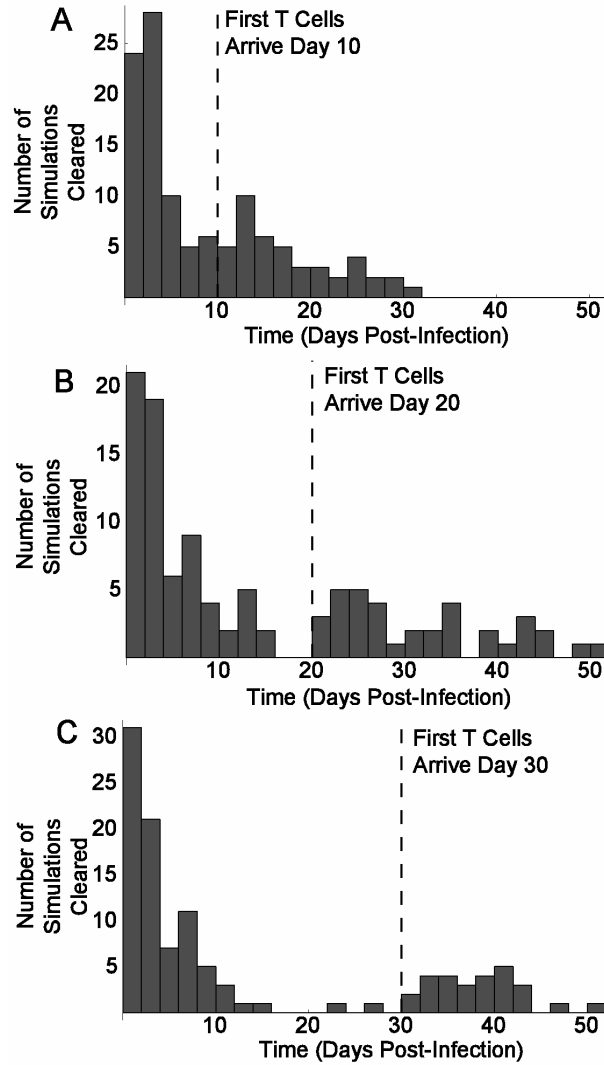 A
First T Cells
Arrive Day 10
Number of
Simulations
Cleared
25
20
15
10
5
10 20 30 40 50
Time (Days Post-Infection)
B
First T Cells
Arrive Day 20
Number of
Simulations
Cleared
20
15
10
5
10 20 30 40 50
Time (Days Post-Infection)
C
First T Cells
Arrive Day 30
Number of
Simulations
Cleared
30
25
20
15
10
5
10 20 30 40 50
Time (Days Post-Infection)